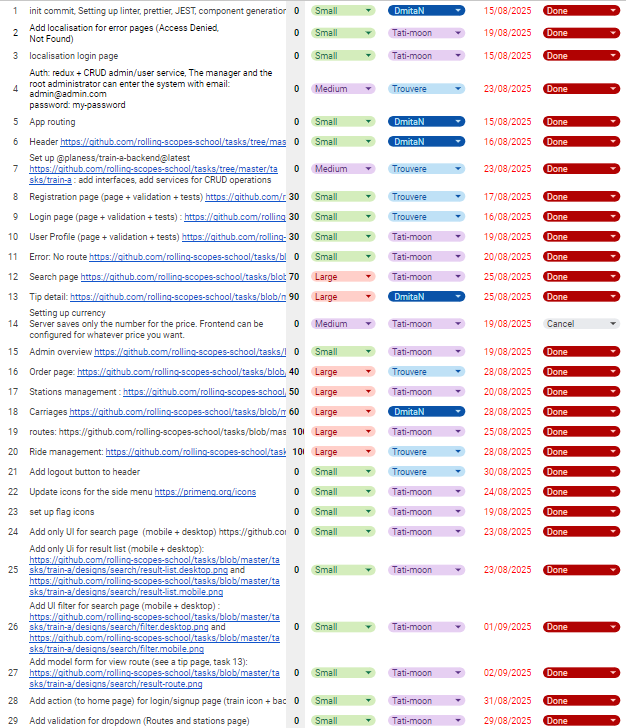 1 init commit, Setting up linter, prettier, JEST, component generation 0 Small DmitaN 15/08/2025 Done
2 Add localisation for error pages (Access Denied,
Not Found) 0 Small Tati-moon 19/08/2025 Done
3 localisation login page 0 Small Tati-moon 15/08/2025 Done
4 Auth: redux + CRUD admin/user service, The manager and the
root administrator can enter the system with email:
admin@admin.com
password: my-password 0 Medium Trouvere 23/08/2025 Done
5 App routing 0 Small DmitaN 15/08/2025 Done
6 Header https://github.com/rolling-scopes-school/tasks/tree/mas 0 Small DmitaN 16/08/2025 Done
7 Set up @planess/train-a-backend@latest
https://github.com/rolling-scopes-school/tasks/tree/master/ta
sks/train-a : add interfaces, add services for CRUD operations 0 Medium Trouvere 23/08/2025 Done
8 Registration page (page + validation + tests) https://github.com/r 30 Small Trouvere 17/08/2025 Done
9 Login page (page + validation + tests) : https://github.com/rolling 30 Small Trouvere 16/08/2025 Done
10 User Profile (page + validation + tests) https://github.com/rolling- 30 Small Tati-moon 19/08/2025 Done
11 Error: No route https://github.com/rolling-scopes-school/tasks/bl 0 Small Tati-moon 20/08/2025 Done
12 Search page https://github.com/rolling-scopes-school/tasks/blob 70 Large Tati-moon 25/08/2025 Done
13 Tip detail: https://github.com/rolling-scopes-school/tasks/blob/m 90 Large DmitaN 25/08/2025 Done
14 Setting up currency
Server saves only the number for the price. Frontend can be
configured for whatever price you want. 0 Medium Tati-moon 19/08/2025 Cancel
15 Admin overview https://github.com/rolling-scopes-school/tasks/l 0 Small Tati-moon 19/08/2025 Done
16 Order page: https://github.com/rolling-scopes-school/tasks/blob, 40 Large Trouvere 28/08/2025 Done
17 Stations management : https://github.com/rolling-scopes-school, 50 Large Tati-moon 20/08/2025 Done
18 Carriages https://github.com/rolling-scopes-school/tasks/blob/m 60 Large DmitaN 28/08/2025 Done
19 routes: https://github.com/rolling-scopes-school/tasks/blob/mas 100 Large Tati-moon 25/08/2025 Done
20 Ride management: https://github.com/rolling-scopes-school/task 100 Large Trouvere 28/08/2025 Done
21 Add logout button to header 0 Small Trouvere 30/08/2025 Done
22 Update icons for the side menu https://primeng.org/icons 0 Small Tati-moon 24/08/2025 Done
23 set up flag icons 0 Small Tati-moon 23/08/2025 Done
24 Add only UI for search page (mobile + desktop) https://github.co 0 Small Tati-moon 23/08/2025 Done
25 Add only Ui for result list (mobile + desktop):
https://github.com/rolling-scopes-school/tasks/blob/master/ta
sks/train-a/designs/search/result-list.desktop.png and
https://github.com/rolling-scopes-school/tasks/blob/master/ta
sks/train-a/designs/search/result-list.mobile.png 0 Small Tati-moon 23/08/2025 Done
26 Add UI filter for search page (mobile + desktop) :
https://github.com/rolling-scopes-school/tasks/blob/master/ta
sks/train-a/designs/search/filter.desktop.png and
https://github.com/rolling-scopes-school/tasks/blob/master/ta
sks/train-a/designs/search/filter.mobile.png 0 Small Tati-moon 01/09/2025 Done
27 Add model form for view route (see a tip page, task 13):
https://github.com/rolling-scopes-school/tasks/blob/master/ta
sks/train-a/designs/search/result-route.png 0 Small Tati-moon 02/09/2025 Done
28 Add action (to home page) for login/signup page (train icon + bac 0 Small Tati-moon 31/08/2025 Done
29 Add validation for dropdown (Routes and stations page) 0 Small Tati-moon 29/08/2025 Done